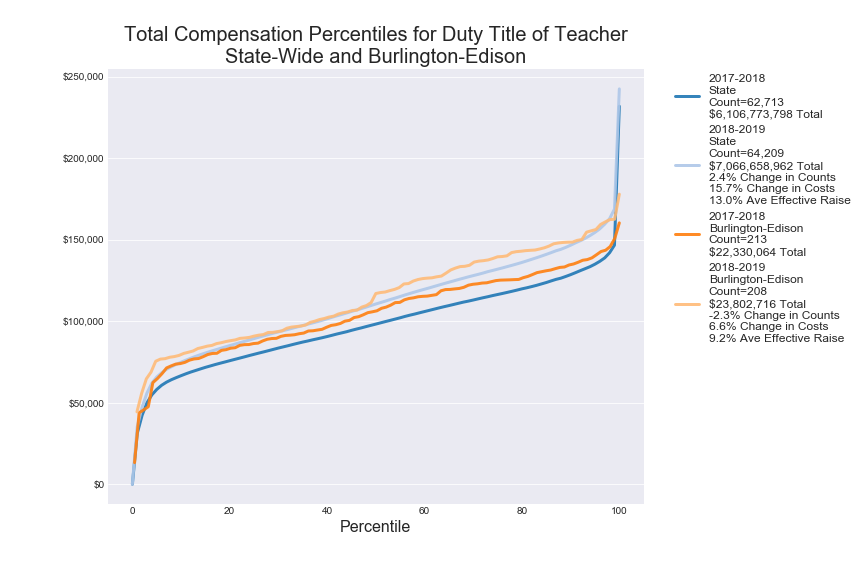 Total Compensation Percentiles for Duty Title of Teacher
State-Wide and Burlington-Edison
$250,000
$200,000
$150,000
$100,000
$50,000
$0
0
20
40
60
80
100
Percentile
2017-2018
State
Count=62,713
$6,106,773,798 Total
2018-2019
State
Count=64,209
$7,066,658,962 Total
2.4% Change in Counts
15.7% Change in Costs
13.0% Ave Effective Raise
2017-2018
Burlington-Edison
Count=213
$22,330,064 Total
2018-2019
Burlington-Edison
Count=208
$23,802,716 Total
-2.3% Change in Counts
6.6% Change in Costs
9.2% Ave Effective Raise